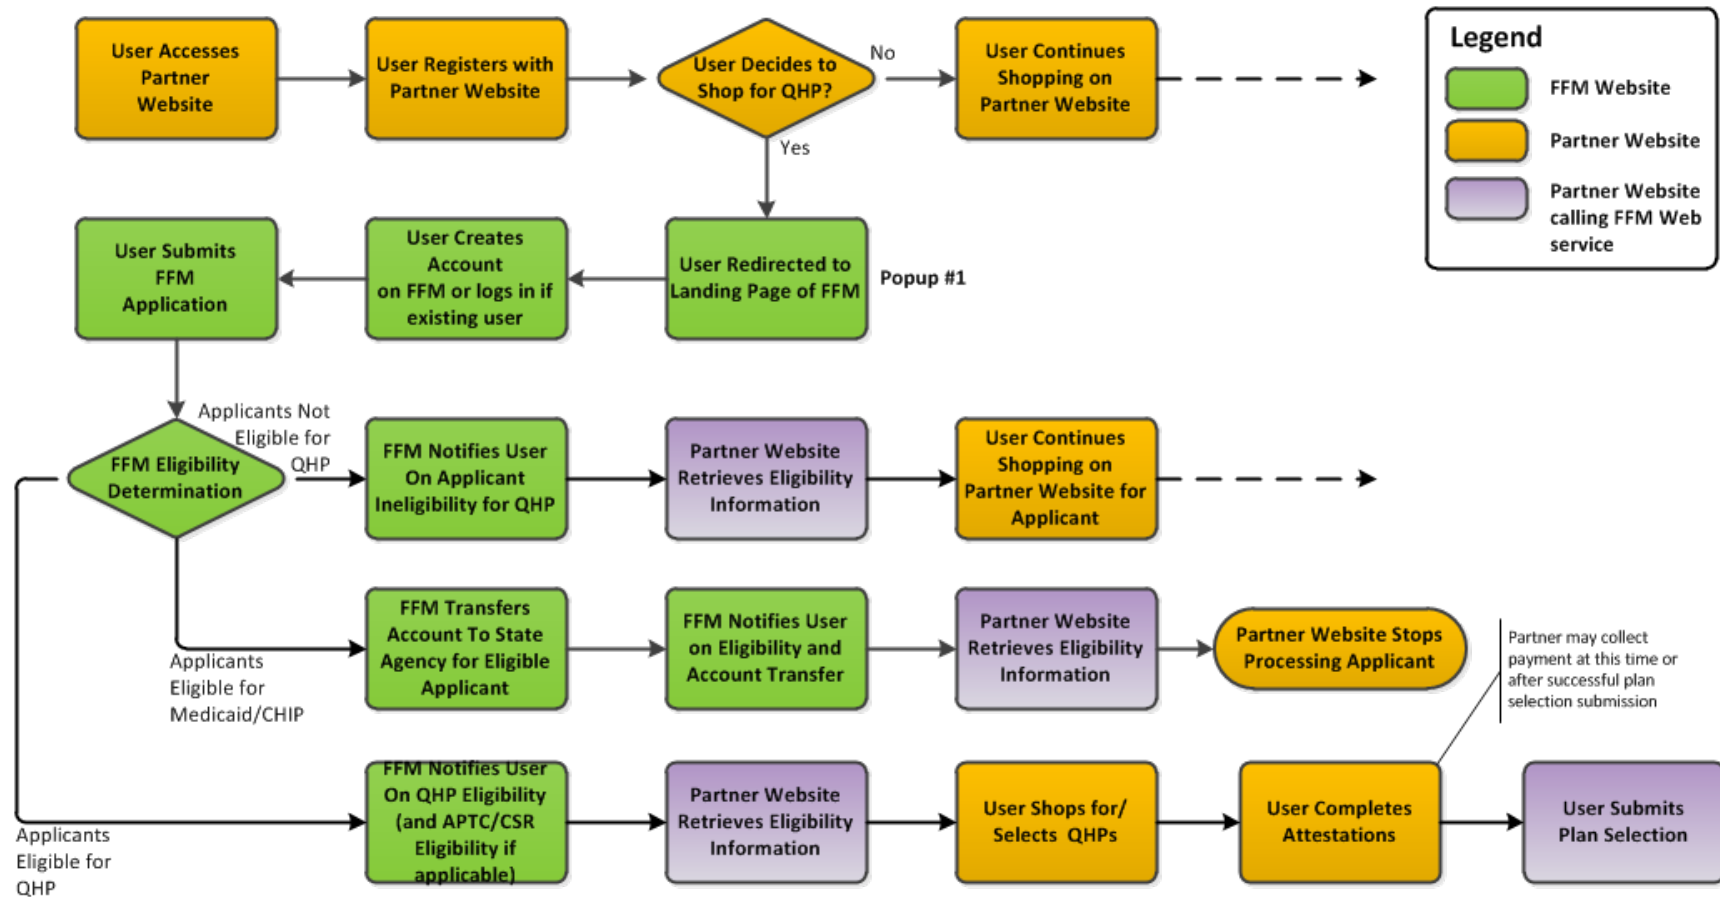 User Accesses
Partner
Website
User Registers with
Partner Website
User Decides to
Shop for QHP?
No
Yes
User Continues
Shopping on
Partner Website
Legend
FFM Website
Partner Website
Partner Website
calling FFM Web
service
User Submits
FFM
Application
User Creates
Account
on FFM or logs in if
existing user
User Redirected to
Landing Page of FFM
Popup #1
FFM Eligibility
Determination
Applicants Not
Eligible for
QHP
FFM Notifies User
On Applicant
Ineligibility for QHP
Partner Website
Retrieves Eligibility
Information
User Continues
Shopping on
Partner Website for
Applicant
Applicants
Eligible for
Medicaid/CHIP
FFM Transfers
Account To State
Agency for Eligible
Applicant
FFM Notifies User
on Eligibility and
Account Transfer
Partner Website
Retrieves Eligibility
Information
Partner Website Stops
Processing Applicant
Partner may collect
payment at this time or
after successful plan
selection submission
Applicants
Eligible for
QHP
FFM Notifies User
On QHP Eligibility
(and APTC/CSR
Eligibility if
applicable)
Partner Website
Retrieves Eligibility
Information
User Shops for/
Selects QHPs
User Completes
Attestations
User Submits
Plan Selection